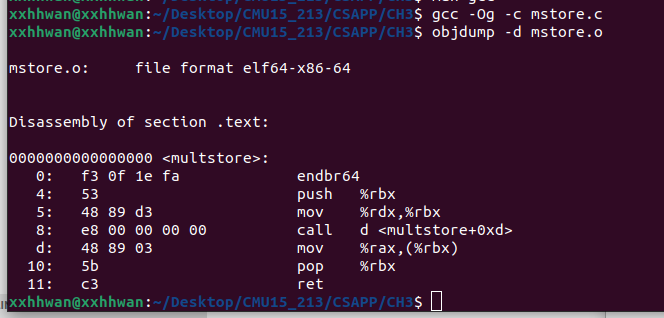 xxhhwan@xxhhwan:~/Desktop/CMU15_213/CSAPP/CH3$ gcc -Og -c mstore.c
xxhhwan@xxhhwan:~/Desktop/CMU15_213/CSAPP/CH3$ objdump -d mstore.o

mstore.o:     file format elf64-x86-64


Disassembly of section .text:

0000000000000000 <multstore>:
   0:	f3 0f 1e fa          	endbr64
   4:	53                   	push   %rbx
   5:	48 89 d3             	mov    %rdx,%rbx
   8:	e8 00 00 00 00       	call   d <multstore+0xd>
   d:	48 89 03             	mov    %rax,(%rbx)
  10:	5b                   	pop    %rbx
  11:	c3                   	ret
xxhhwan@xxhhwan:~/Desktop/CMU15_213/CSAPP/CH3$